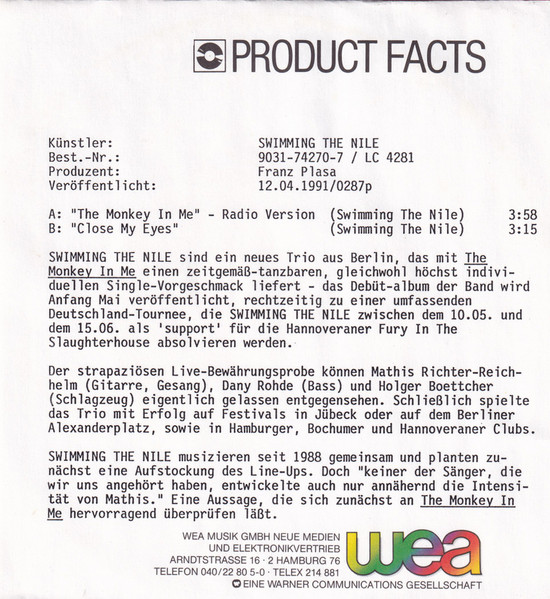 PRODUCT FACTS
Künstler: SWIMMING THE NILE
Best.-Nr.: 9031-74270-7 / LC 4281
Produzent: Franz Plasa
Veröffentlicht: 12.04.1991/0287p
A: "The Monkey In Me" - Radio Version (Swimming The Nile) 3:58
B: "Close My Eyes" (Swimming The Nile) 3:15
SWIMMING THE NILE sind ein neues Trio aus Berlin, das mit The
Monkey In Me einen zeitgemäß-tanzbaren, gleichwohl höchst indivi-
duellen Single-Vorgeschmack liefert - das Debüt-album der Band wird
Anfang Mai veröffentlicht, rechtzeitig zu einer umfassenden
Deutschland-Tournee, die SWIMMING THE NILE zwischen dem 10.05. und
dem 15.06. als 'support' für die Hannoveraner Fury In The
Slaughterhouse absolvieren werden.
Der strapaziösen Live-Bewährungsprobe können Mathis Richter-Reich-
helm (Gitarre, Gesang), Dany Rohde (Bass) und Holger Boettcher
(Schlagzeug) eigentlich gelassen entgegensehen. Schließlich spielte
das Trio mit Erfolg auf Festivals in Jübeck oder auf dem Berliner
Alexanderplatz, sowie in Hamburger, Bochumer und Hannoveraner Clubs.
SWIMMING THE NILE musizieren seit 1988 gemeinsam und planten zu-
nächst eine Aufstockung des Line-Ups. Doch "keiner der Sänger, die
wir uns angehört haben, entwickelte auch nur annähernd die Intensi-
tät von Mathis." Eine Aussage, die sich zunächst an The Monkey In
Me hervorragend überprüfen läßt.
WEA MUSIK GMBH NEUE MEDIEN
UND ELEKTRONIKVERTRIEB
ARNDTSTRASSE 16 · 2 HAMBURG 76
TELEFON 040/22 80 5-0 · TELEX 214 881
wea
EINE WARNER COMMUNICATIONS GESELLSCHAFT